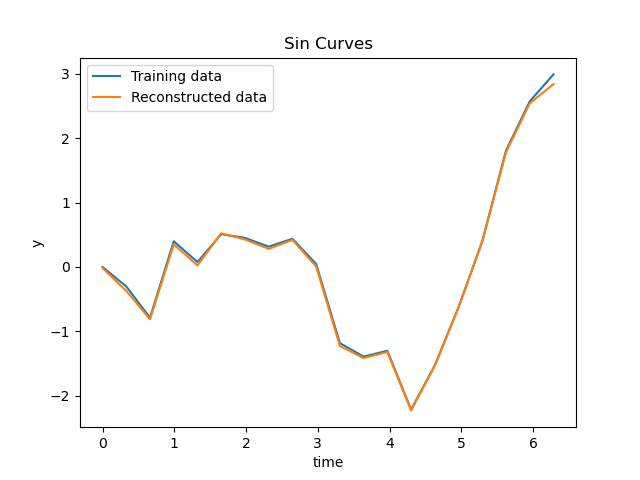 Sin Curves
Training data
Reconstructed data
3
2
1
0
−1
−2
y
0 1 2 3 4 5 6
time